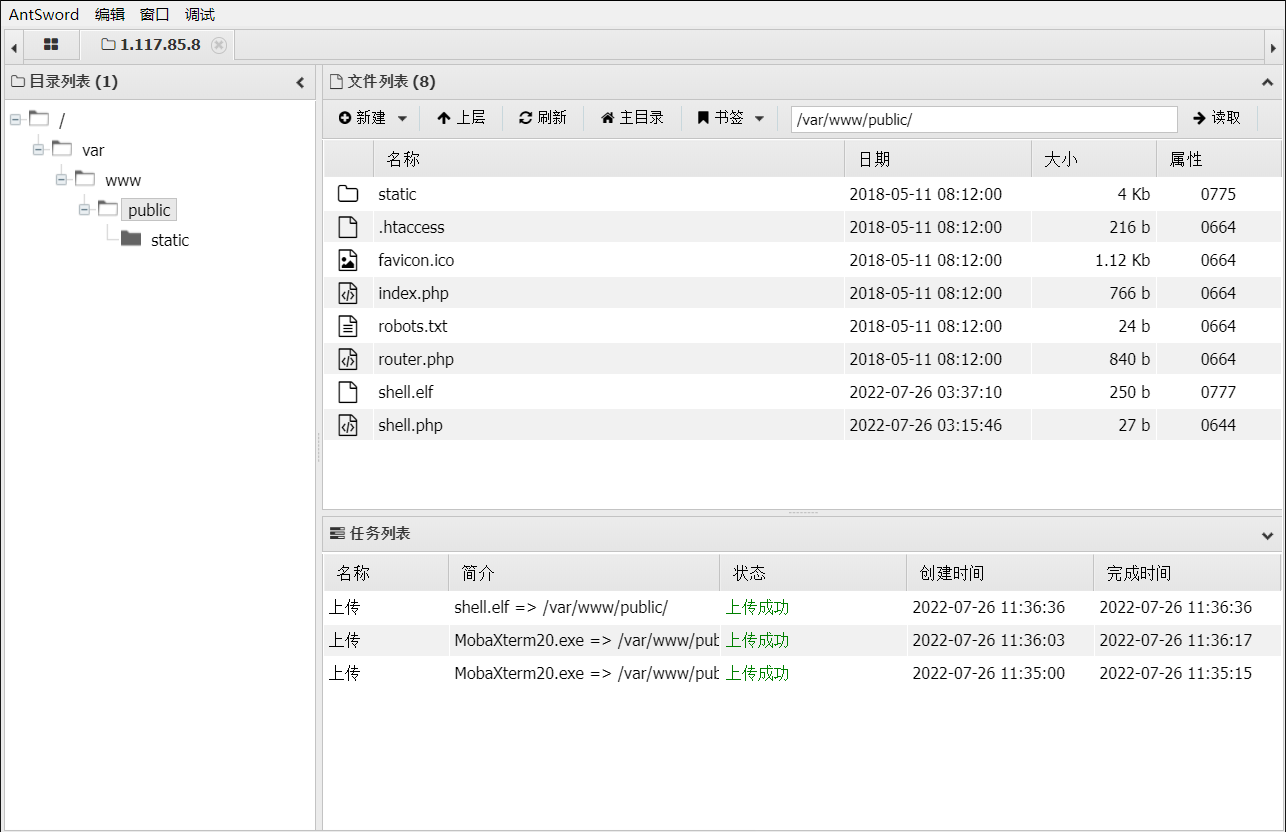 AntSword 编辑 窗口 调试
1.117.85.8
目录列表 (1)
/
var
www
public
static
文件列表 (8)
新建 上层 刷新 主目录 书签 /var/www/public/ 读取
名称 日期 大小 属性
static 2018-05-11 08:12:00 4 Kb 0775
.htaccess 2018-05-11 08:12:00 216 b 0664
favicon.ico 2018-05-11 08:12:00 1.12 Kb 0664
index.php 2018-05-11 08:12:00 766 b 0664
robots.txt 2018-05-11 08:12:00 24 b 0664
router.php 2018-05-11 08:12:00 840 b 0664
shell.elf 2022-07-26 03:37:10 250 b 0777
shell.php 2022-07-26 03:15:46 27 b 0644
任务列表
名称 简介 状态 创建时间 完成时间
上传 shell.elf => /var/www/public/ 上传成功 2022-07-26 11:36:36 2022-07-26 11:36:36
上传 MobaXterm20.exe => /var/www/pub 上传成功 2022-07-26 11:36:03 2022-07-26 11:36:17
上传 MobaXterm20.exe => /var/www/pub 上传成功 2022-07-26 11:35:00 2022-07-26 11:35:15